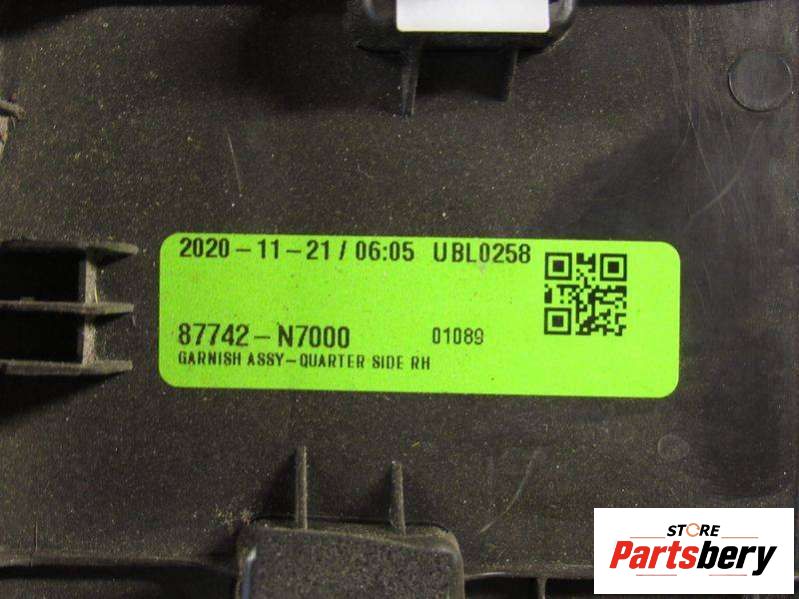 2020-11-21 / 06:05 UBL0258
87742-N7000 01089
GARNISH ASSY-QUARTER SIDE RH
STORE
Partsbery